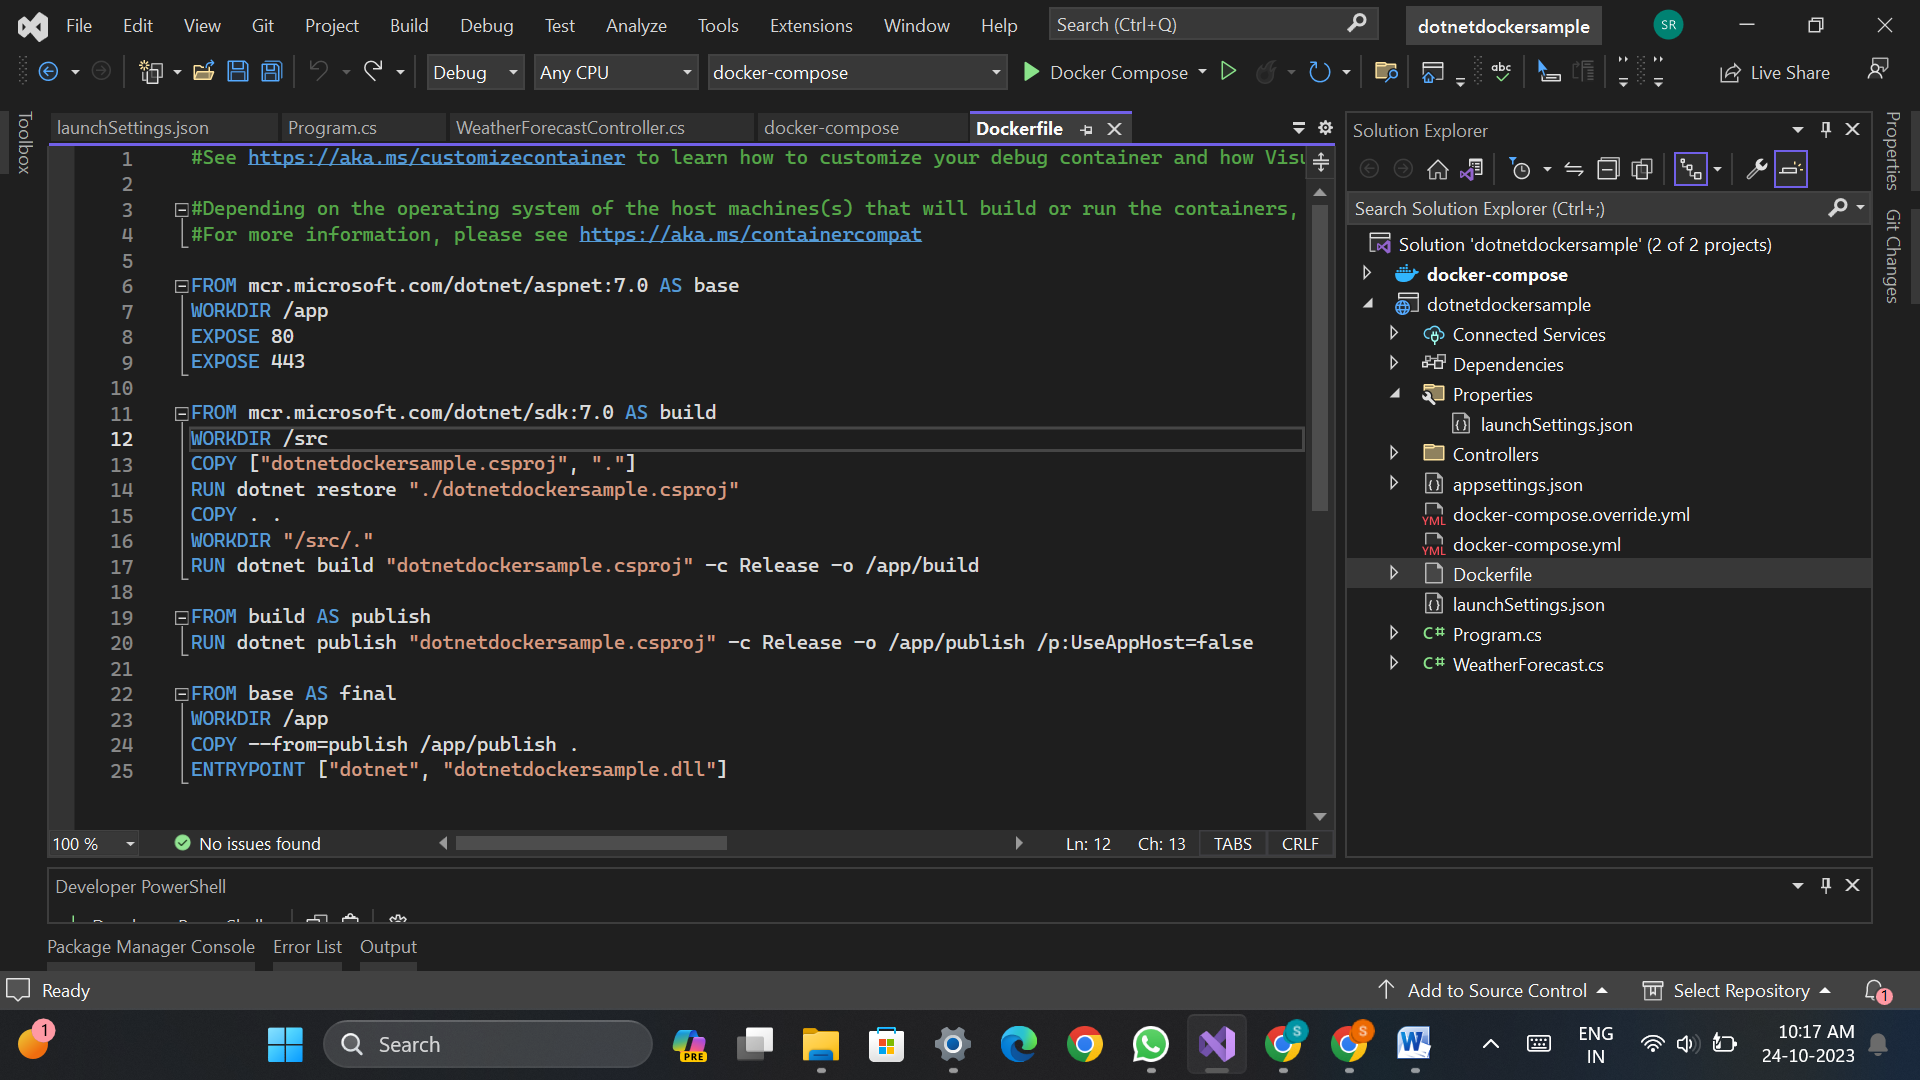 File Edit View Git Project Build Debug Test Analyze Tools Extensions Window Help Search (Ctrl+Q) dotnetdockersample SR
Debug Any CPU docker-compose Docker Compose abc Live Share
Toolbox
launchSettings.json Program.cs WeatherForecastController.cs docker-compose Dockerfile
1 #See https://aka.ms/customizecontainer to learn how to customize your debug container and how Visu
2
3 #Depending on the operating system of the host machines(s) that will build or run the containers,
4 #For more information, please see https://aka.ms/containercompat
5
6 FROM mcr.microsoft.com/dotnet/aspnet:7.0 AS base
7 WORKDIR /app
8 EXPOSE 80
9 EXPOSE 443
10
11 FROM mcr.microsoft.com/dotnet/sdk:7.0 AS build
12 WORKDIR /src
13 COPY ["dotnetdockersample.csproj", "."]
14 RUN dotnet restore "./dotnetdockersample.csproj"
15 COPY . .
16 WORKDIR "/src/."
17 RUN dotnet build "dotnetdockersample.csproj" -c Release -o /app/build
18
19 FROM build AS publish
20 RUN dotnet publish "dotnetdockersample.csproj" -c Release -o /app/publish /p:UseAppHost=false
21
22 FROM base AS final
23 WORKDIR /app
24 COPY --from=publish /app/publish .
25 ENTRYPOINT ["dotnet", "dotnetdockersample.dll"]
100 % No issues found Ln: 12 Ch: 13 TABS CRLF
Solution Explorer
Search Solution Explorer (Ctrl+;)
Solution 'dotnetdockersample' (2 of 2 projects)
docker-compose
dotnetdockersample
Connected Services
Dependencies
Properties
launchSettings.json
Controllers
appsettings.json
YML docker-compose.override.yml
YML docker-compose.yml
Dockerfile
launchSettings.json
C# Program.cs
C# WeatherForecast.cs
Properties
Git Changes
Developer PowerShell
Package Manager Console Error List Output
Ready Add to Source Control Select Repository 1
1 Search PRE S S W ENG 10:17 AM
IN 24-10-2023